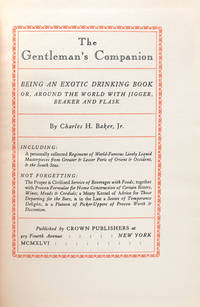 The
Gentleman's Companion
BEING AN EXOTIC DRINKING BOOK
OR, AROUND THE WORLD WITH JIGGER,
BEAKER AND FLASK
By Charles H. Baker, Jr.
INCLUDING:
A personally collected Regiment of World-Famous Lively Liquid
Masterpieces from Greater & Lesser Ports of Orient & Occident,
& the South Seas.
NOT FORGETTING:
The Proper & Civilized Service of Beverages with Foods; together
with Proven Formulae for Home Construction of Certain Bitters,
Wines, Meads & Cordials; a Meaty Kernel of Advice for Those
Departing for the Bars, & in the Last a Sextet of Temperance
Delights, & a Platoon of Picker-Uppers of Proven Worth &
Discretion.
Published by CROWN PUBLISHERS at
419 Fourth Avenue : : : : NEW YORK
MCMXLVI